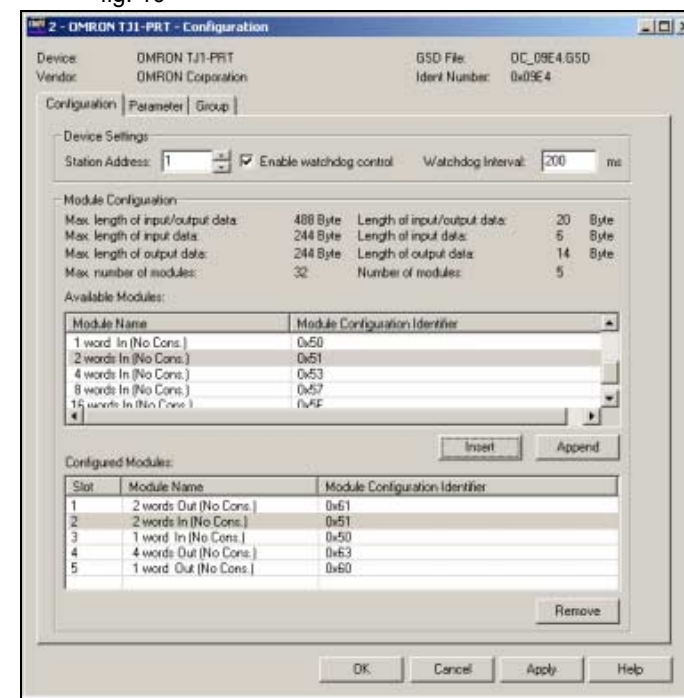 fig. 10
2 - OMRON TJ1-PRT - Configuration
Device: OMRON TJ1-PRT GSD File: OC_09E4.GSD
Vendor: OMRON Corporation Ident Number: 0x09E4
Configuration Parameter Group
Device Settings
Station Address: 1 Enable watchdog control Watchdog Interval: 200 ms
Module Configuration
Max. length of input/output data: 488 Byte Length of input/output data: 20 Byte
Max. length of input data: 244 Byte Length of input data: 6 Byte
Max. length of output data: 244 Byte Length of output data: 14 Byte
Max. number of modules: 32 Number of modules: 5
Available Modules:
Module Name Module Configuration Identifier
1 word In (No Cons.) 0x50
2 words In (No Cons.) 0x51
4 words In (No Cons.) 0x53
8 words In (No Cons.) 0x57
16 words In (No Cons.) 0x5F
Insert Append
Configured Modules:
Slot Module Name Module Configuration Identifier
1 2 words Out (No Cons.) 0x61
2 2 words In (No Cons.) 0x51
3 1 word In (No Cons.) 0x50
4 4 words Out (No Cons.) 0x63
5 1 word Out (No Cons.) 0x60
Remove
OK Cancel Apply Help